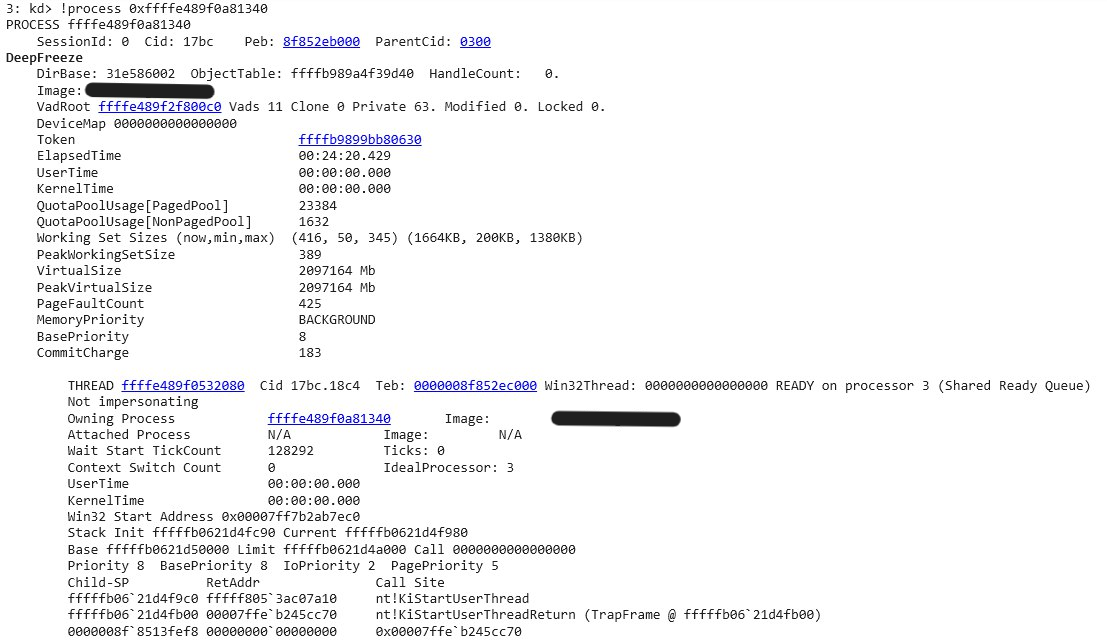 3: kd> !process 0xffffe489f0a81340
PROCESS ffffe489f0a81340
SessionId: 0 Cid: 17bc Peb: 8f852eb000 ParentCid: 0300
DeepFreeze
DirBase: 31e586002 ObjectTable: ffffb989a4f39d40 HandleCount: 0.
Image:
VadRoot ffffe489f2f800c0 Vads 11 Clone 0 Private 63. Modified 0. Locked 0.
DeviceMap 0000000000000000
Token ffffb9899bb80630
ElapsedTime 00:24:20.429
UserTime 00:00:00.000
KernelTime 00:00:00.000
QuotaPoolUsage[PagedPool] 23384
QuotaPoolUsage[NonPagedPool] 1632
Working Set Sizes (now,min,max) (416, 50, 345) (1664KB, 200KB, 1380KB)
PeakWorkingSetSize 389
VirtualSize 2097164 Mb
PeakVirtualSize 2097164 Mb
PageFaultCount 425
MemoryPriority BACKGROUND
BasePriority 8
CommitCharge 183
THREAD ffffe489f0532080 Cid 17bc.18c4 Teb: 0000008f852ec000 Win32Thread: 0000000000000000 READY on processor 3 (Shared Ready Queue)
Not impersonating
Owning Process ffffe489f0a81340 Image:
Attached Process N/A Image: N/A
Wait Start TickCount 128292 Ticks: 0
Context Switch Count 0 IdealProcessor: 3
UserTime 00:00:00.000
KernelTime 00:00:00.000
Win32 Start Address 0x00007ff7b2ab7ec0
Stack Init fffffb0621d4fc90 Current fffffb0621d4f980
Base fffffb0621d50000 Limit fffffb0621d4a000 Call 0000000000000000
Priority 8 BasePriority 8 IoPriority 2 PagePriority 5
Child-SP RetAddr Call Site
fffffb06`21d4f9c0 fffff805`3ac07a10 nt!KiStartUserThread
fffffb06`21d4fb00 00007ffe`b245cc70 nt!KiStartUserThreadReturn (TrapFrame @ fffffb06`21d4fb00)
0000008f`8513fef8 00000000`00000000 0x00007ffe`b245cc70